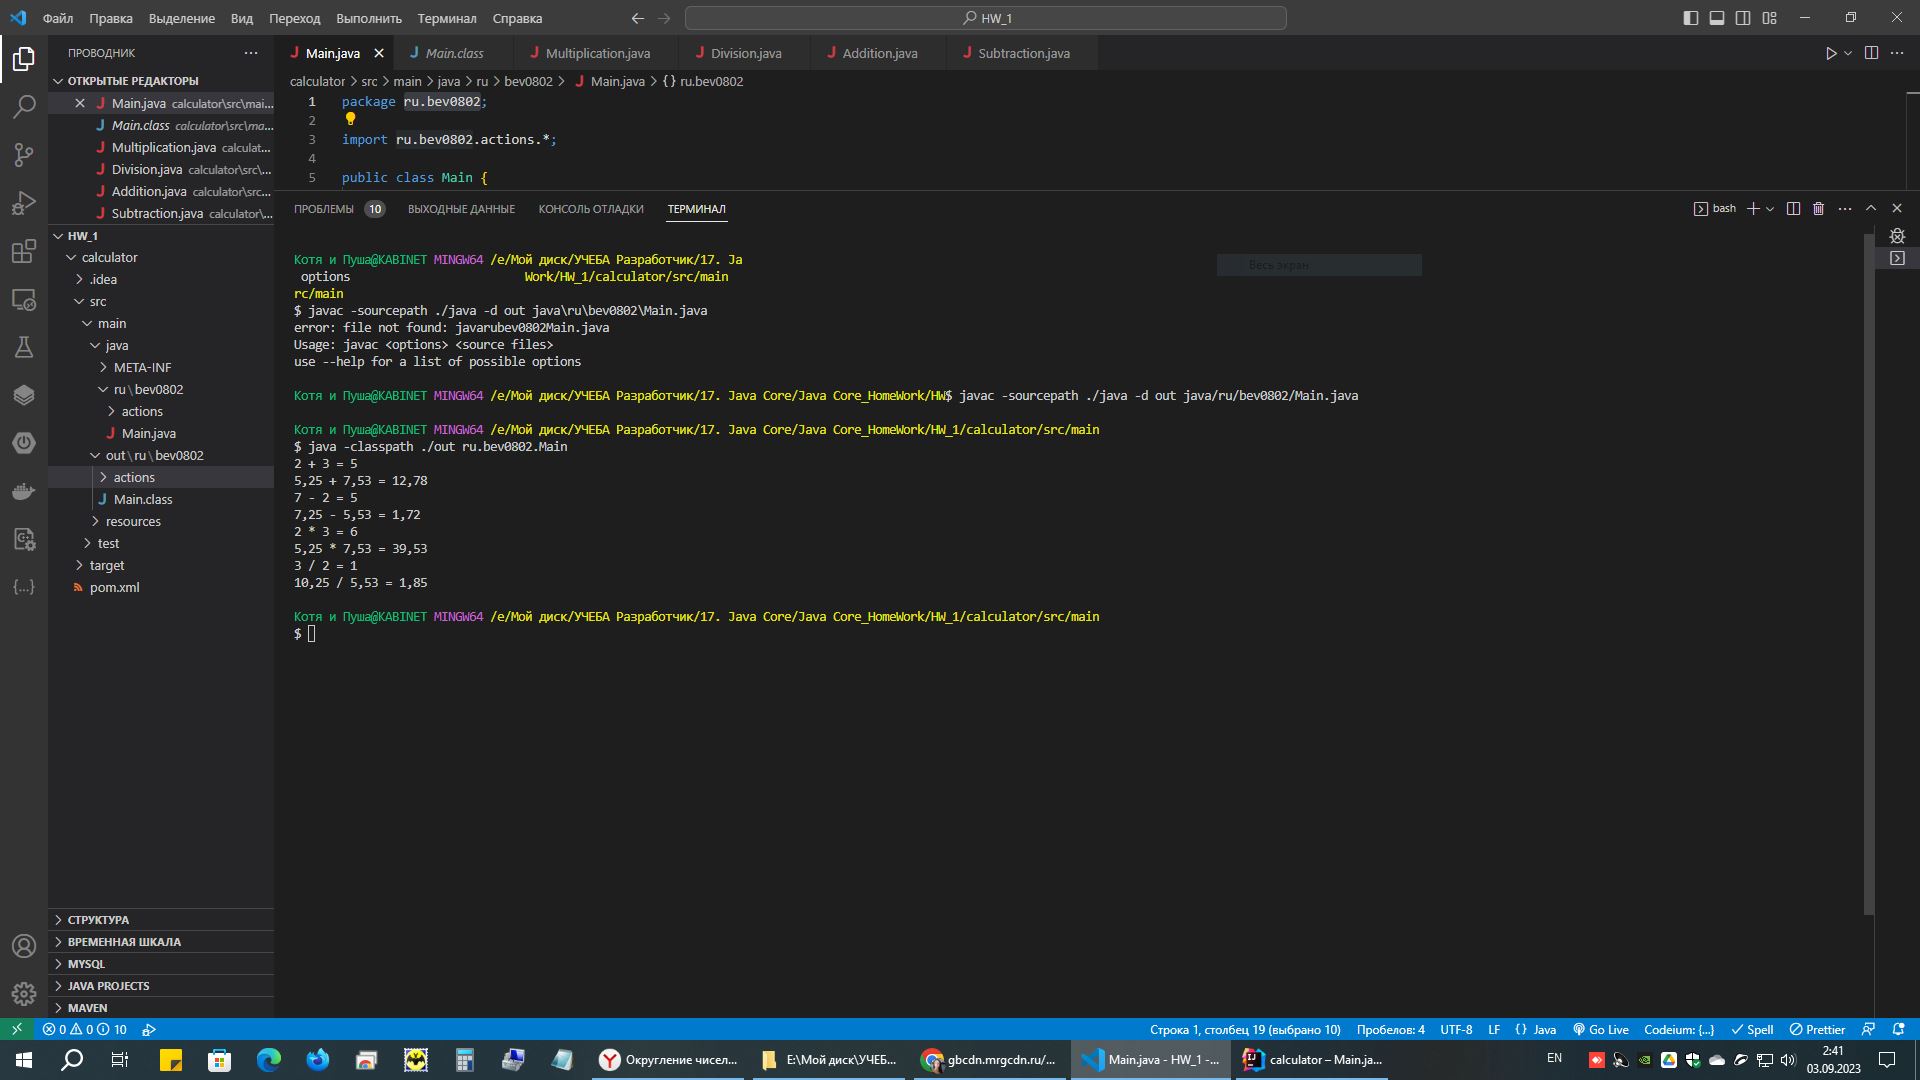 Файл Правка Выделение Вид Переход Выполнить Терминал Справка HW_1
ПРОВОДНИК
ОТКРЫТЫЕ РЕДАКТОРЫ
Main.java calculator\src\mai...
Main.class calculator\src\ma...
Multiplication.java calculat...
Division.java calculator\src\...
Addition.java calculator\src...
Subtraction.java calculator\...
HW_1
calculator
.idea
src
main
java
META-INF
ru\bev0802
actions
Main.java
out\ru\bev0802
actions
Main.class
resources
test
target
pom.xml
СТРУКТУРА
ВРЕМЕННАЯ ШКАЛА
MYSQL
JAVA PROJECTS
MAVEN
Main.java Main.class Multiplication.java Division.java Addition.java Subtraction.java
calculator > src > main > java > ru > bev0802 > Main.java > {} ru.bev0802
1 package ru.bev0802;
2
3 import ru.bev0802.actions.*;
4
5 public class Main {
ПРОБЛЕМЫ 10 ВЫХОДНЫЕ ДАННЫЕ КОНСОЛЬ ОТЛАДКИ ТЕРМИНАЛ bash
Весь экран
Котя и Пуша@KABINET MINGW64 /e/Мой диск/УЧЕБА Разработчик/17. Ja
options Work/HW_1/calculator/src/main
rc/main
$ javac -sourcepath ./java -d out java\ru\bev0802\Main.java
error: file not found: javarubev0802Main.java
Usage: javac <options> <source files>
use --help for a list of possible options
Котя и Пуша@KABINET MINGW64 /e/Мой диск/УЧЕБА Разработчик/17. Java Core/Java Core_HomeWork/HW$ javac -sourcepath ./java -d out java/ru/bev0802/Main.java
Котя и Пуша@KABINET MINGW64 /e/Мой диск/УЧЕБА Разработчик/17. Java Core/Java Core_HomeWork/HW_1/calculator/src/main
$ java -classpath ./out ru.bev0802.Main
2 + 3 = 5
5,25 + 7,53 = 12,78
7 - 2 = 5
7,25 - 5,53 = 1,72
2 * 3 = 6
5,25 * 7,53 = 39,53
3 / 2 = 1
10,25 / 5,53 = 1,85
Котя и Пуша@KABINET MINGW64 /e/Мой диск/УЧЕБА Разработчик/17. Java Core/Java Core_HomeWork/HW_1/calculator/src/main
$
0 0 10 Строка 1, столбец 19 (выбрано 10) Пробелов: 4 UTF-8 LF {} Java Go Live Codeium: {...} Spell Prettier
Округление чисел... E:\Мой диск\УЧЕБ... gbcdn.mrgcdn.ru/... Main.java - HW_1 -... calculator – Main.ja... EN 2:41
03.09.2023